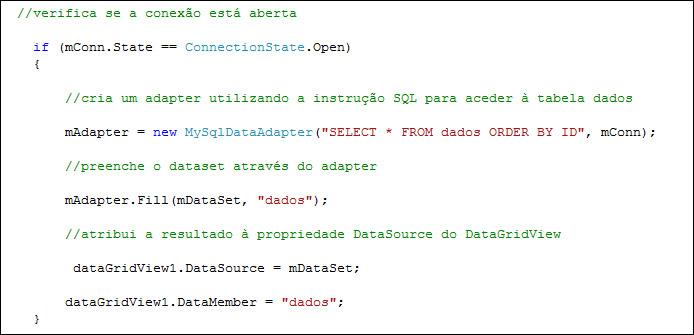 //verifica se a conexão está aberta
if (mConn.State == ConnectionState.Open)
{
//cria um adapter utilizando a instrução SQL para aceder à tabela dados
mAdapter = new MySqlDataAdapter("SELECT * FROM dados ORDER BY ID", mConn);
//preenche o dataset através do adapter
mAdapter.Fill(mDataSet, "dados");
//atribui a resultado à propriedade DataSource do DataGridView
dataGridView1.DataSource = mDataSet;
dataGridView1.DataMember = "dados";
}